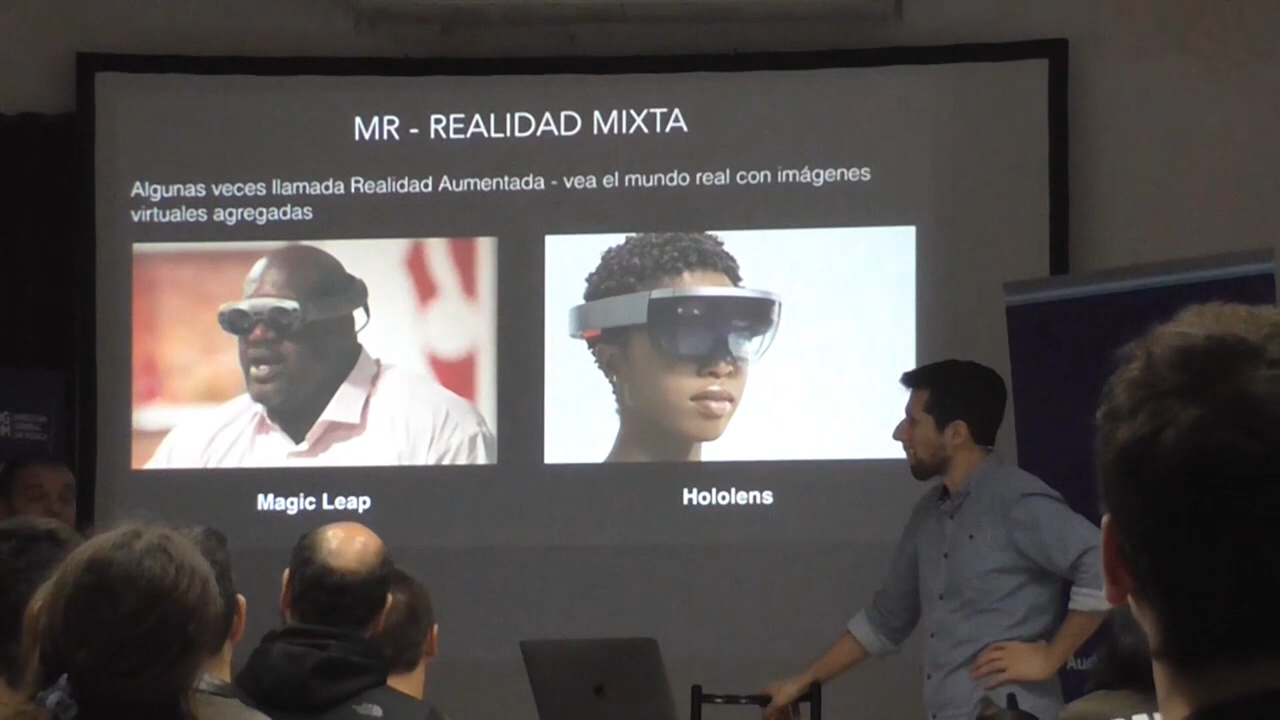 MR - REALIDAD MIXTA
Algunas veces llamada Realidad Aumentada - vea el mundo real con imágenes
virtuales agregadas
Magic Leap
Hololens